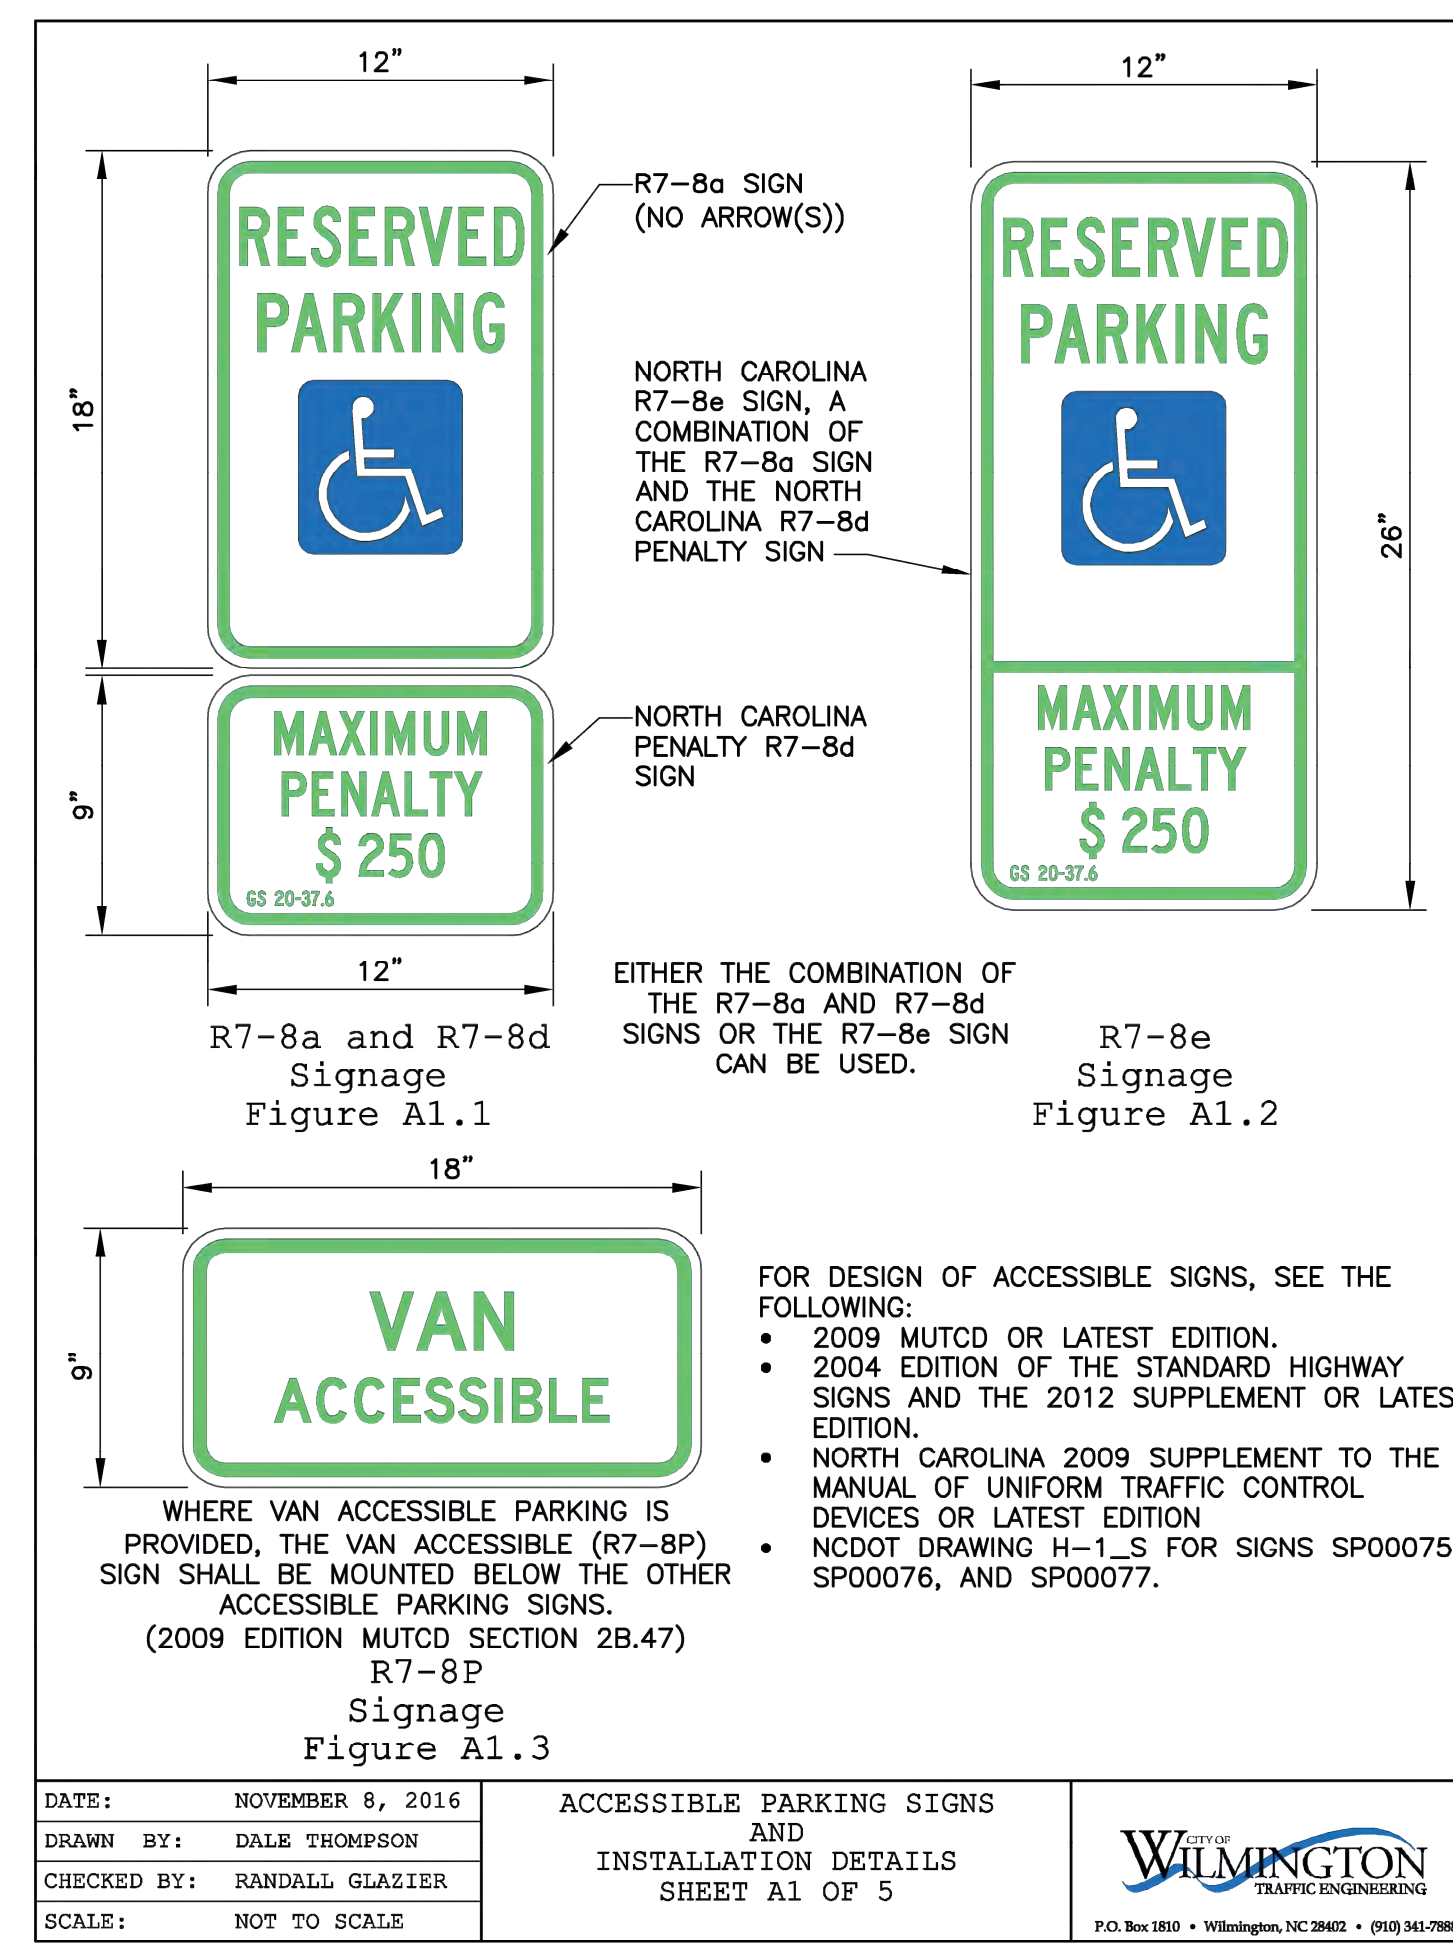 12"
RESERVED
PARKING
18"
R7-8a SIGN
(NO ARROW(S))
NORTH CAROLINA
R7-8e SIGN, A
COMBINATION OF
THE R7-8a SIGN
AND THE NORTH
CAROLINA R7-8d
PENALTY SIGN
12"
RESERVED
PARKING
26"
MAXIMUM
PENALTY
$ 250
GS 20-37.6
9"
12"
NORTH CAROLINA
PENALTY R7-8d
SIGN
MAXIMUM
PENALTY
$ 250
GS 20-37.6
R7-8a and R7-8d
Signage
Figure A1.1
EITHER THE COMBINATION OF
THE R7-8a AND R7-8d
SIGNS OR THE R7-8e SIGN
CAN BE USED.
R7-8e
Signage
Figure A1.2
18"
9"
VAN
ACCESSIBLE
WHERE VAN ACCESSIBLE PARKING IS
PROVIDED, THE VAN ACCESSIBLE (R7-8P)
SIGN SHALL BE MOUNTED BELOW THE OTHER
ACCESSIBLE PARKING SIGNS.
(2009 EDITION MUTCD SECTION 2B.47)
R7-8P
Signage
Figure A1.3
FOR DESIGN OF ACCESSIBLE SIGNS, SEE THE
FOLLOWING:
• 2009 MUTCD OR LATEST EDITION.
• 2004 EDITION OF THE STANDARD HIGHWAY
SIGNS AND THE 2012 SUPPLEMENT OR LATES
EDITION.
• NORTH CAROLINA 2009 SUPPLEMENT TO THE
MANUAL OF UNIFORM TRAFFIC CONTROL
DEVICES OR LATEST EDITION
• NCDOT DRAWING H-1_S FOR SIGNS SP00075
SP00076, AND SP00077.
DATE: NOVEMBER 8, 2016
DRAWN BY: DALE THOMPSON
CHECKED BY: RANDALL GLAZIER
SCALE: NOT TO SCALE
ACCESSIBLE PARKING SIGNS
AND
INSTALLATION DETAILS
SHEET A1 OF 5
CITY OF
WILMINGTON
TRAFFIC ENGINEERING
P.O. Box 1810 • Wilmington, NC 28402 • (910) 341-7888